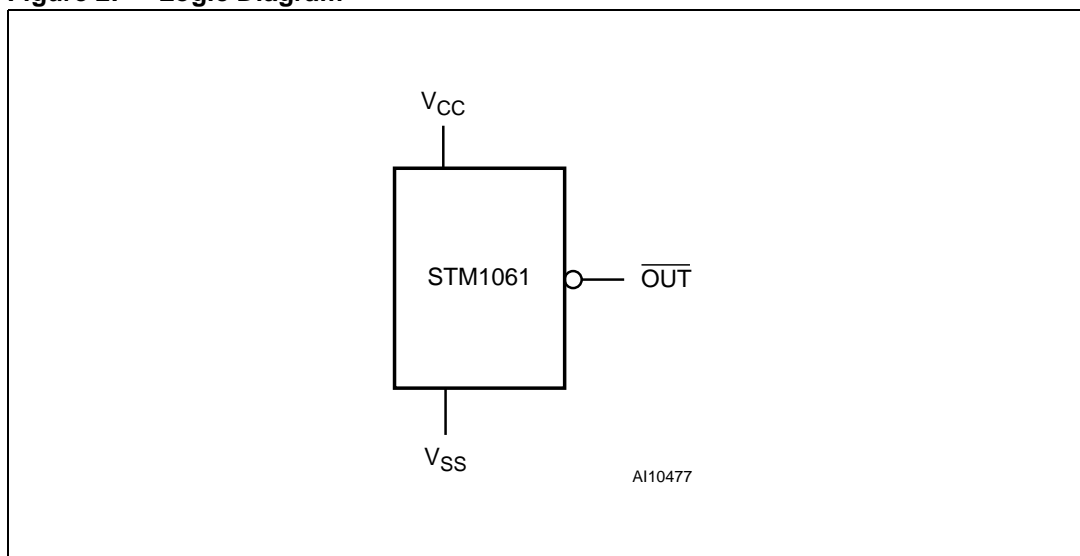 Figure 2. Logic Diagram
VCC
STM1061
OUT
VSS
AI10477